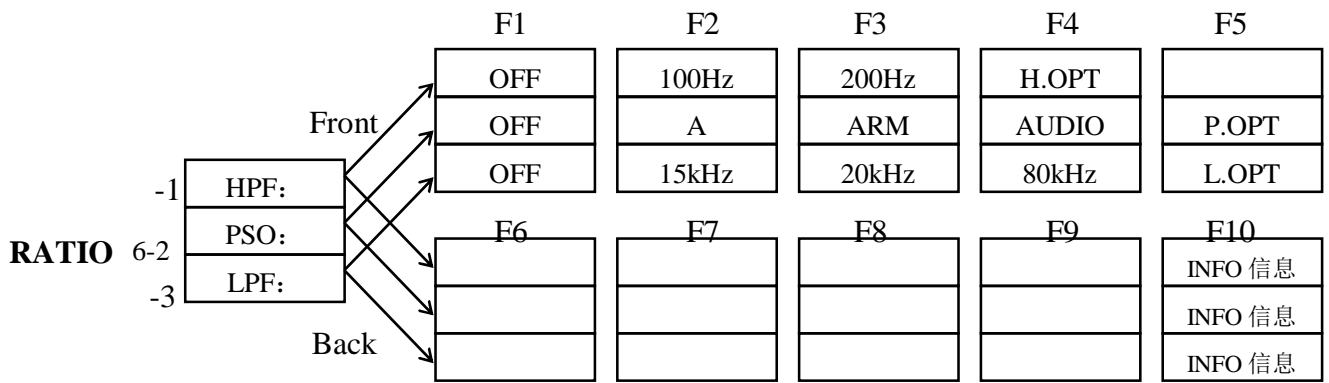 F1 F2 F3 F4 F5
OFF 100Hz 200Hz H.OPT
Front
OFF A ARM AUDIO P.OPT
OFF 15kHz 20kHz 80kHz L.OPT
-1 HPF：
RATIO 6-2 PSO：
-3 LPF：
F6 F7 F8 F9 F10
INFO 信息
INFO 信息
Back
INFO 信息